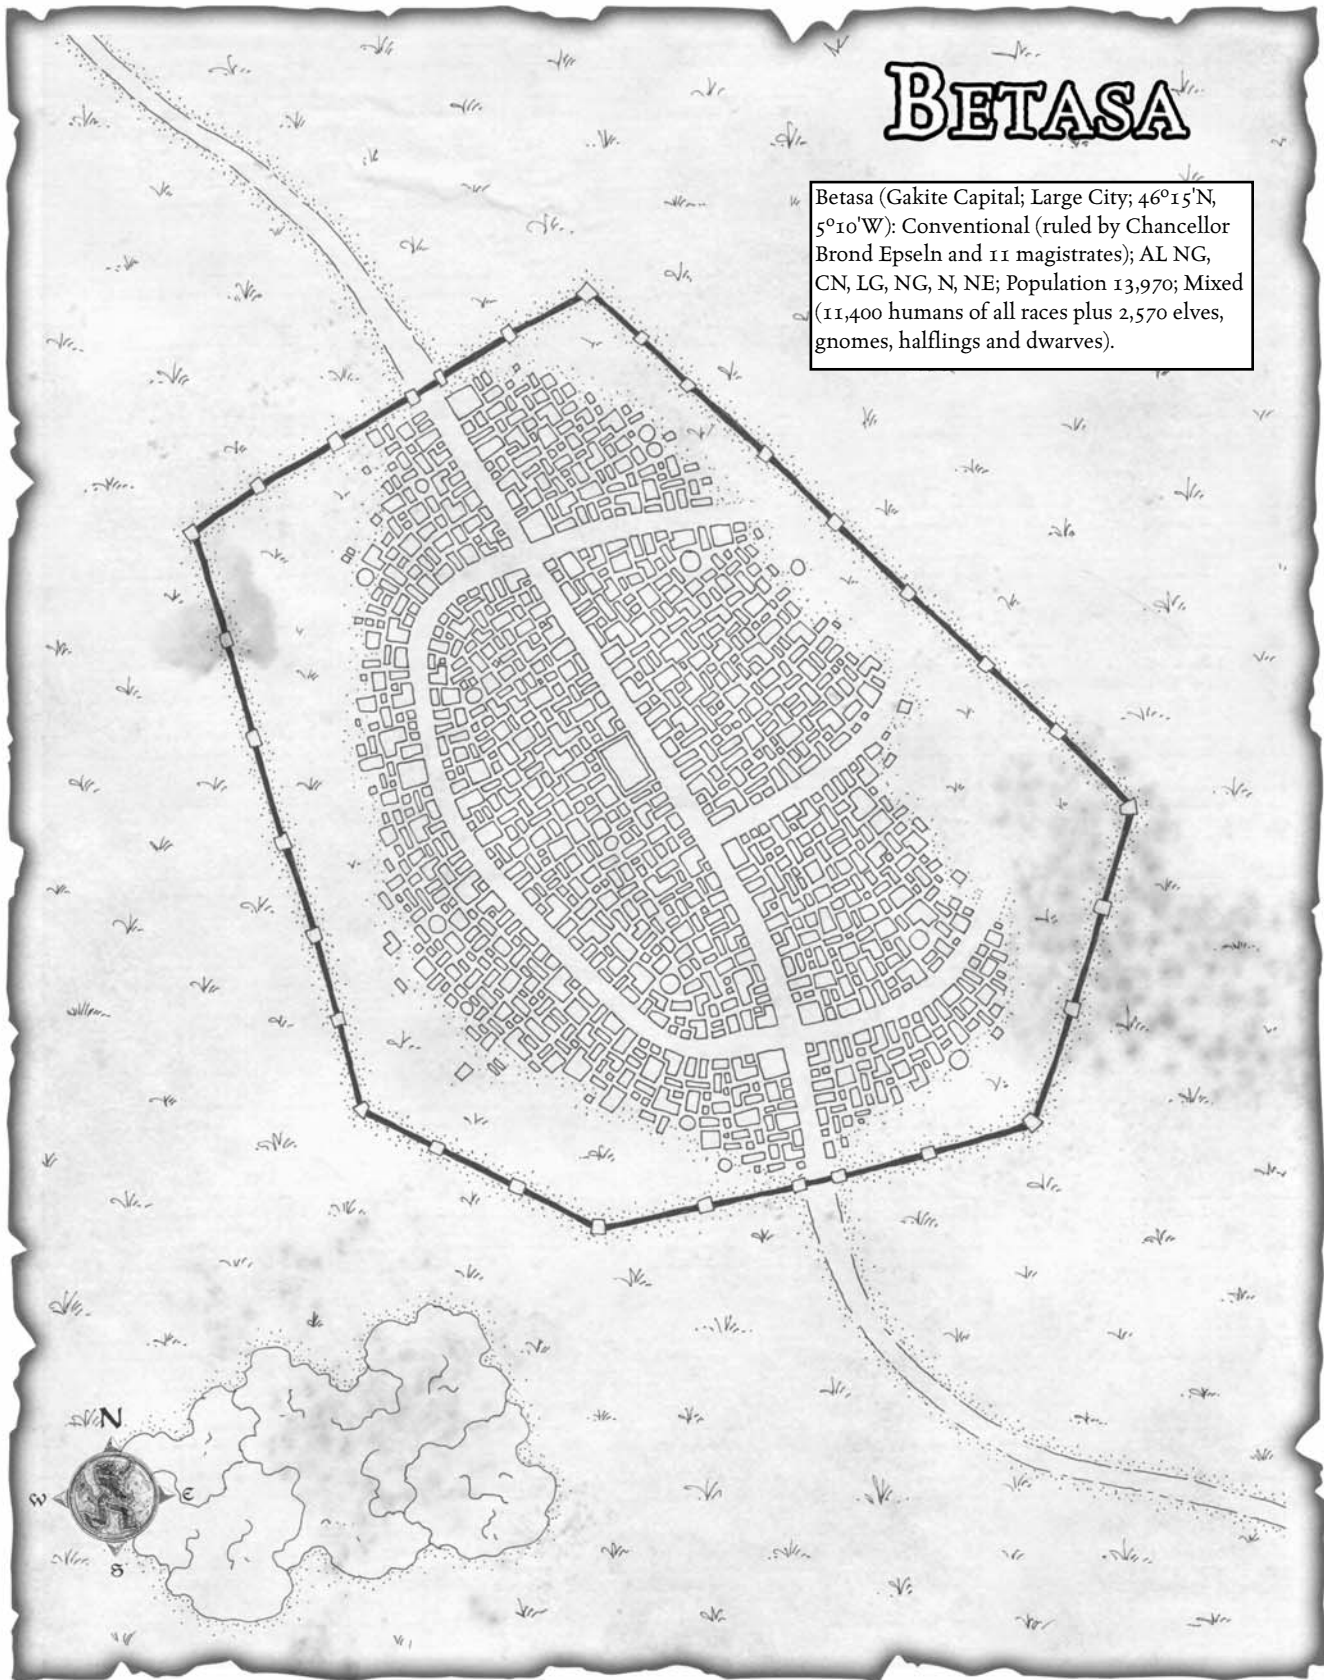 BETASA
Betasa (Gakite Capital; Large City; 46°15'N,
5°10'W): Conventional (ruled by Chancellor
Brond Epseln and 11 magistrates); AL NG,
CN, LG, NG, N, NE; Population 13,970; Mixed
(11,400 humans of all races plus 2,570 elves,
gnomes, halflings and dwarves).
N
W E
S